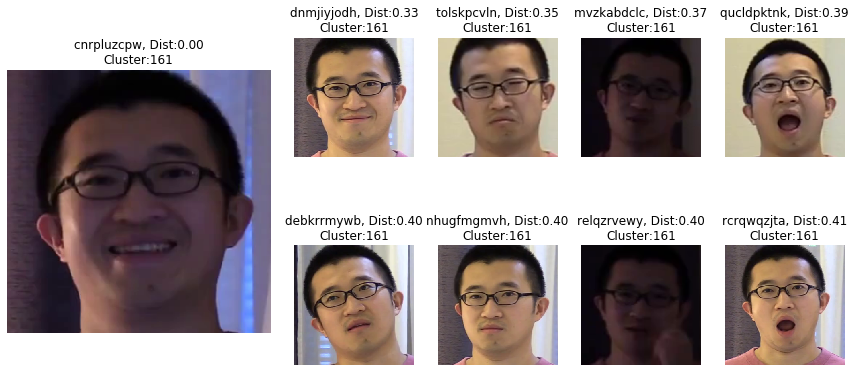 cnrpluzcpw, Dist:0.00
Cluster:161
dnmjiyjodh, Dist:0.33
Cluster:161
tolskpcvln, Dist:0.35
Cluster:161
mvzkabdclc, Dist:0.37
Cluster:161
qucldpktnk, Dist:0.39
Cluster:161
debkrrmywb, Dist:0.40
Cluster:161
nhugfmgmvh, Dist:0.40
Cluster:161
relqzrvewy, Dist:0.40
Cluster:161
rcrqwqzjta, Dist:0.41
Cluster:161